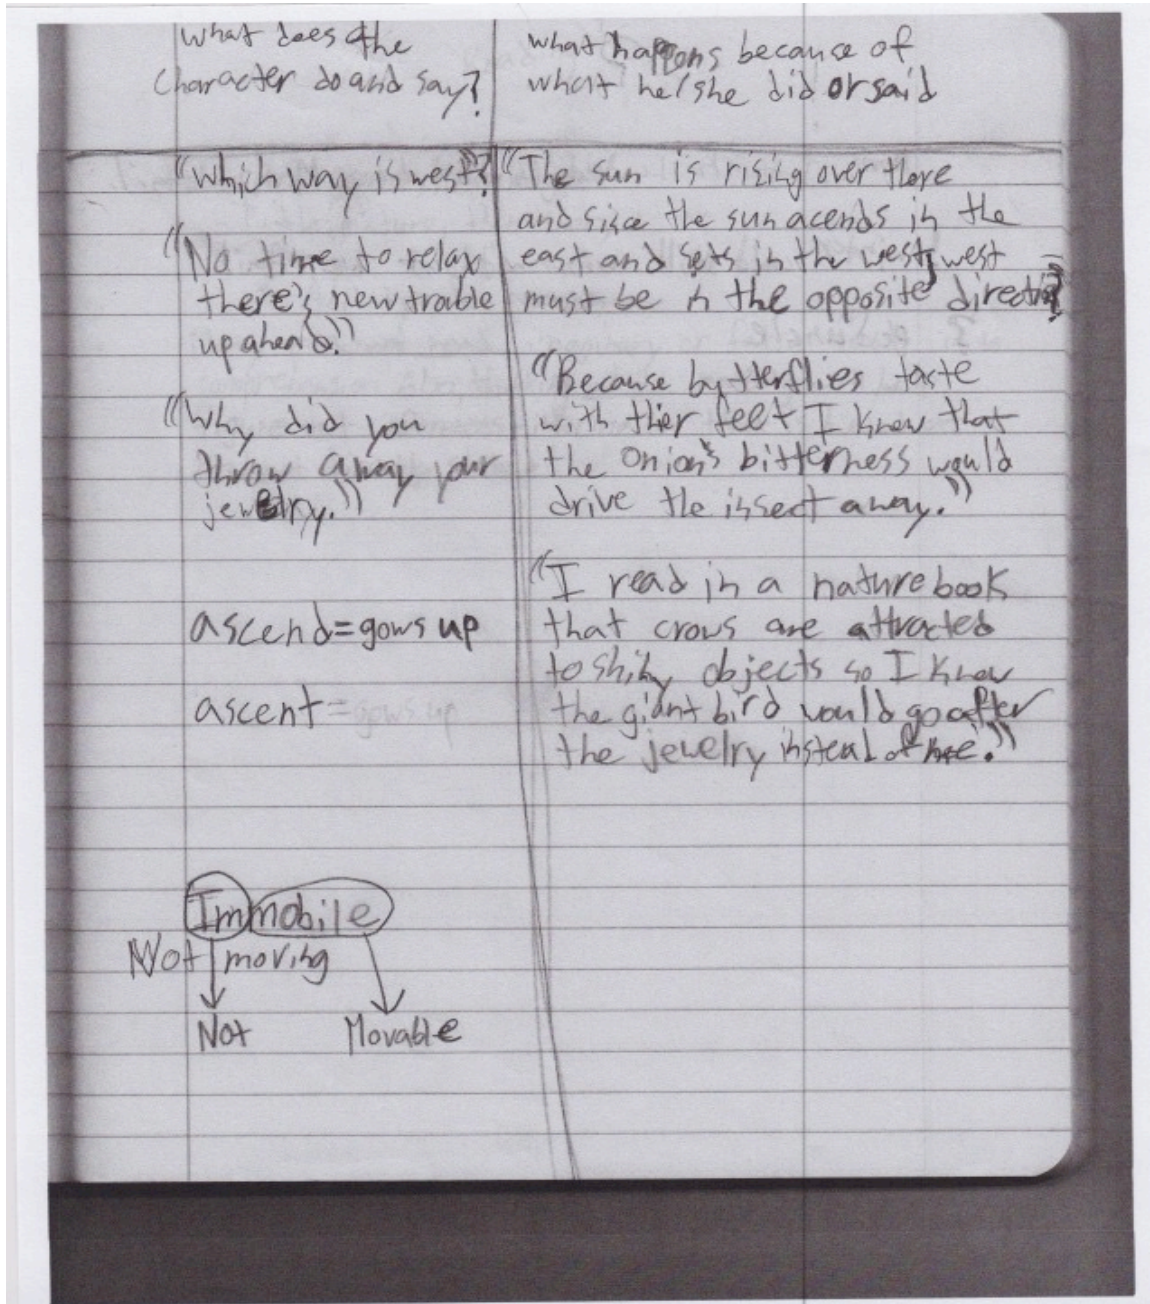 what does the
character do and say?
what happens because of
what he/she did or said
"which way is west"?
"No time to relax
there's new trouble
up ahead."
"Why did you
throw away your
jewelry."
ascend=gows up
ascent=gows up
"The sun is rising over there
and since the sun acends in the
east and sets in the west, west
must be in the opposite direction"
"Because butterflies taste
with thier feet I knew that
the onion's bitterness would
drive the insect away."
"I read in a nature book
that crows are attracted
to shiny objects so I know
the giant bird would go after
the jewelry instead of me."
Immobile
Not moving
Not Movable